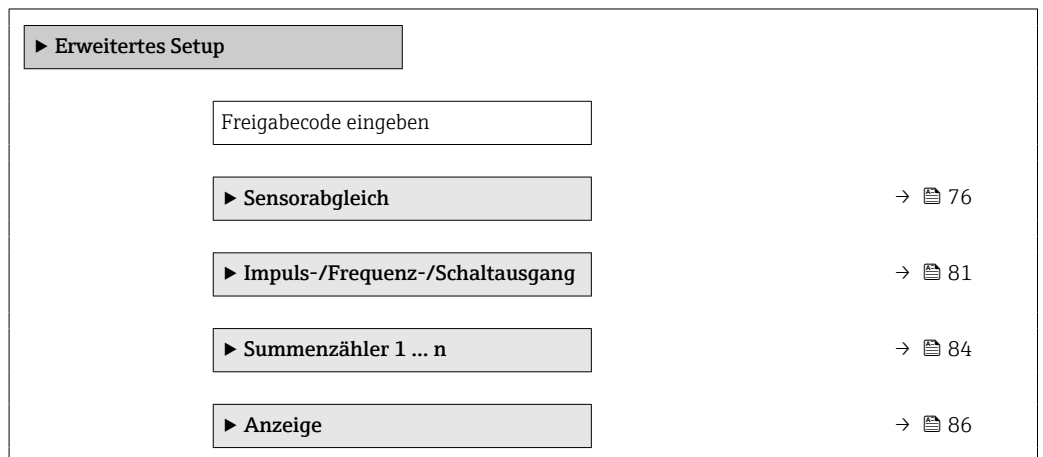 ▶ Erweitertes Setup
Freigabecode eingeben
▶ Sensorabgleich → 76
▶ Impuls-/Frequenz-/Schaltausgang → 81
▶ Summenzähler 1 … n → 84
▶ Anzeige → 86